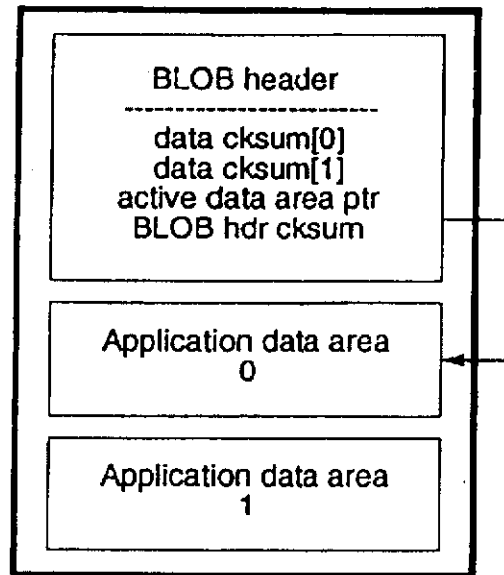 BLOB header
data cksum[0]
data cksum[1]
active data area ptr
BLOB hdr cksum
Application data area
0
Application data area
1